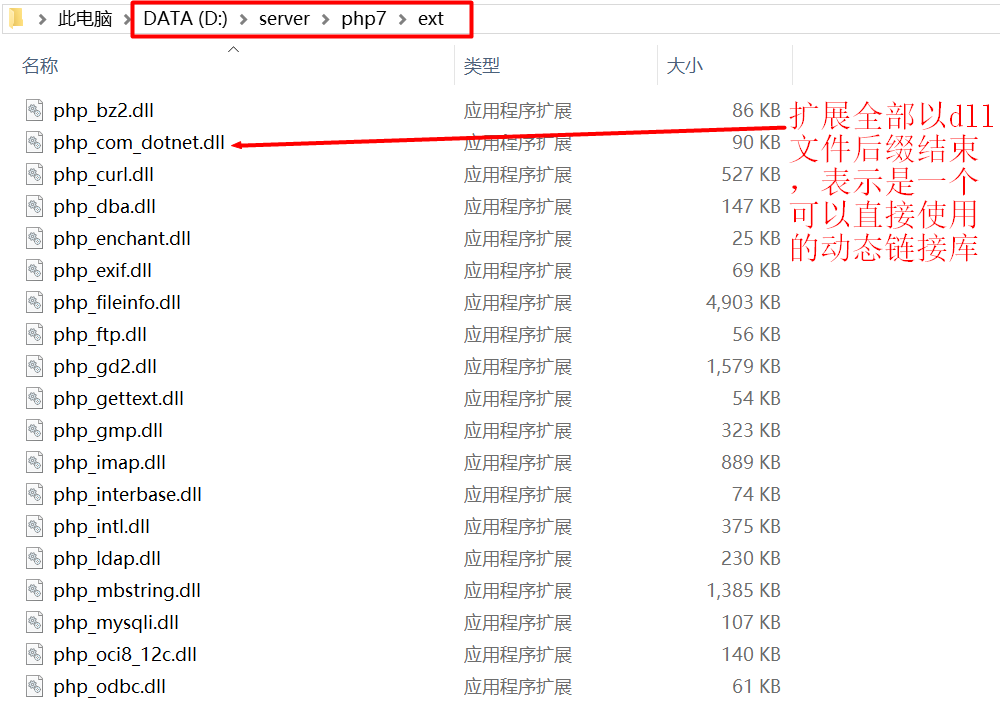 此电脑 > DATA (D:) > server > php7 > ext
名称 类型 大小
php_bz2.dll 应用程序扩展 86 KB
php_com_dotnet.dll 应用程序扩展 90 KB
php_curl.dll 应用程序扩展 527 KB
php_dba.dll 应用程序扩展 147 KB
php_enchant.dll 应用程序扩展 25 KB
php_exif.dll 应用程序扩展 69 KB
php_fileinfo.dll 应用程序扩展 4,903 KB
php_ftp.dll 应用程序扩展 56 KB
php_gd2.dll 应用程序扩展 1,579 KB
php_gettext.dll 应用程序扩展 54 KB
php_gmp.dll 应用程序扩展 323 KB
php_imap.dll 应用程序扩展 889 KB
php_interbase.dll 应用程序扩展 74 KB
php_intl.dll 应用程序扩展 375 KB
php_ldap.dll 应用程序扩展 230 KB
php_mbstring.dll 应用程序扩展 1,385 KB
php_mysqli.dll 应用程序扩展 107 KB
php_oci8_12c.dll 应用程序扩展 140 KB
php_odbc.dll 应用程序扩展 61 KB
扩展全部以dll
文件后缀结束
，表示是一个
可以直接使用
的动态链接库